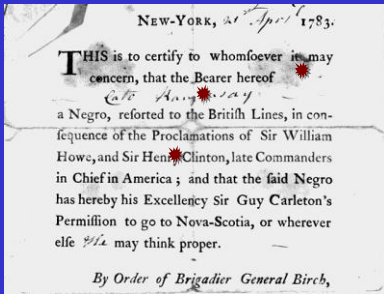 NEW-YORK, 21st April 1783.
THIS is to certify to whomſoever it may
concern, that the Bearer hereof
Cato Ramsay
a Negro, reſorted to the Britiſh Lines, in con-
ſequence of the Proclamations of Sir William
Howe, and Sir Henry Clinton, late Commanders
in Chief in America ; and that the ſaid Negro
has hereby his Excellency Sir Guy Carleton's
Permiſſion to go to Nova-Scotia, or wherever
elſe he may think proper.
By Order of Brigadier General Birch,